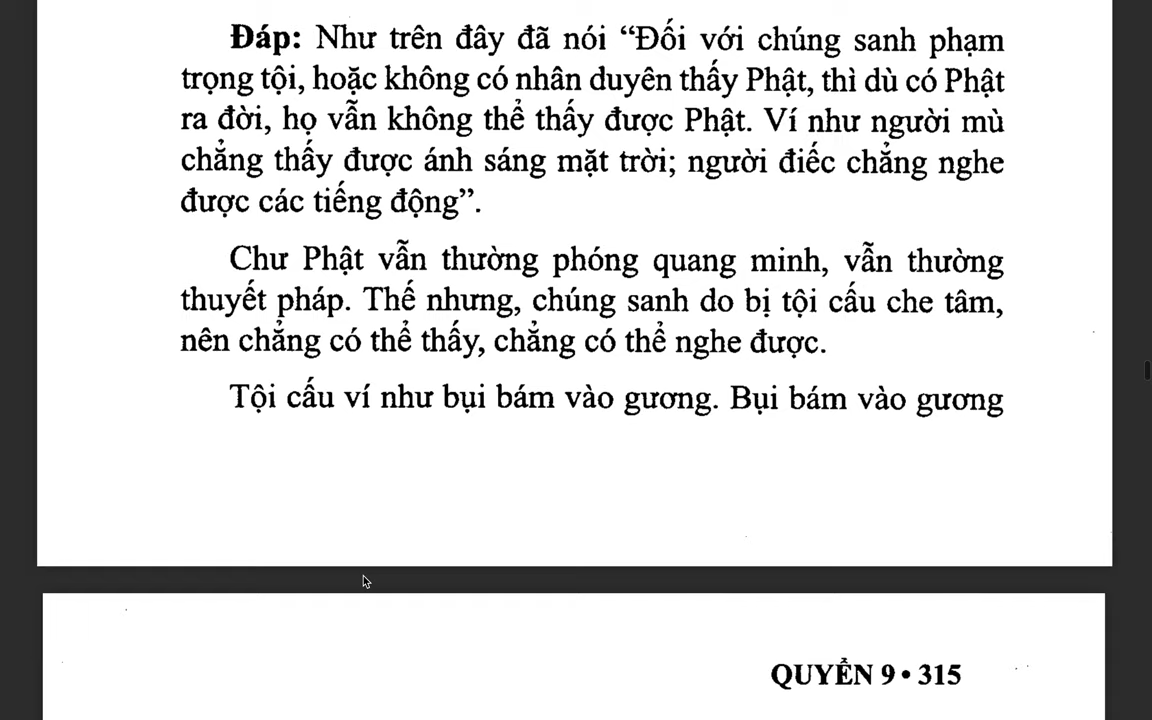 Đáp: Như trên đây đã nói “Đối với chúng sanh phạm
trọng tội, hoặc không có nhân duyên thấy Phật, thì dù có Phật
ra đời, họ vẫn không thể thấy được Phật. Ví như người mù
chẳng thấy được ánh sáng mặt trời; người điếc chẳng nghe
được các tiếng động”.
Chư Phật vẫn thường phóng quang minh, vẫn thường
thuyết pháp. Thế nhưng, chúng sanh do bị tội cấu che tâm,
nên chẳng có thể thấy, chẳng có thể nghe được.
Tội cấu ví như bụi bám vào gương. Bụi bám vào gương
QUYỂN 9 • 315